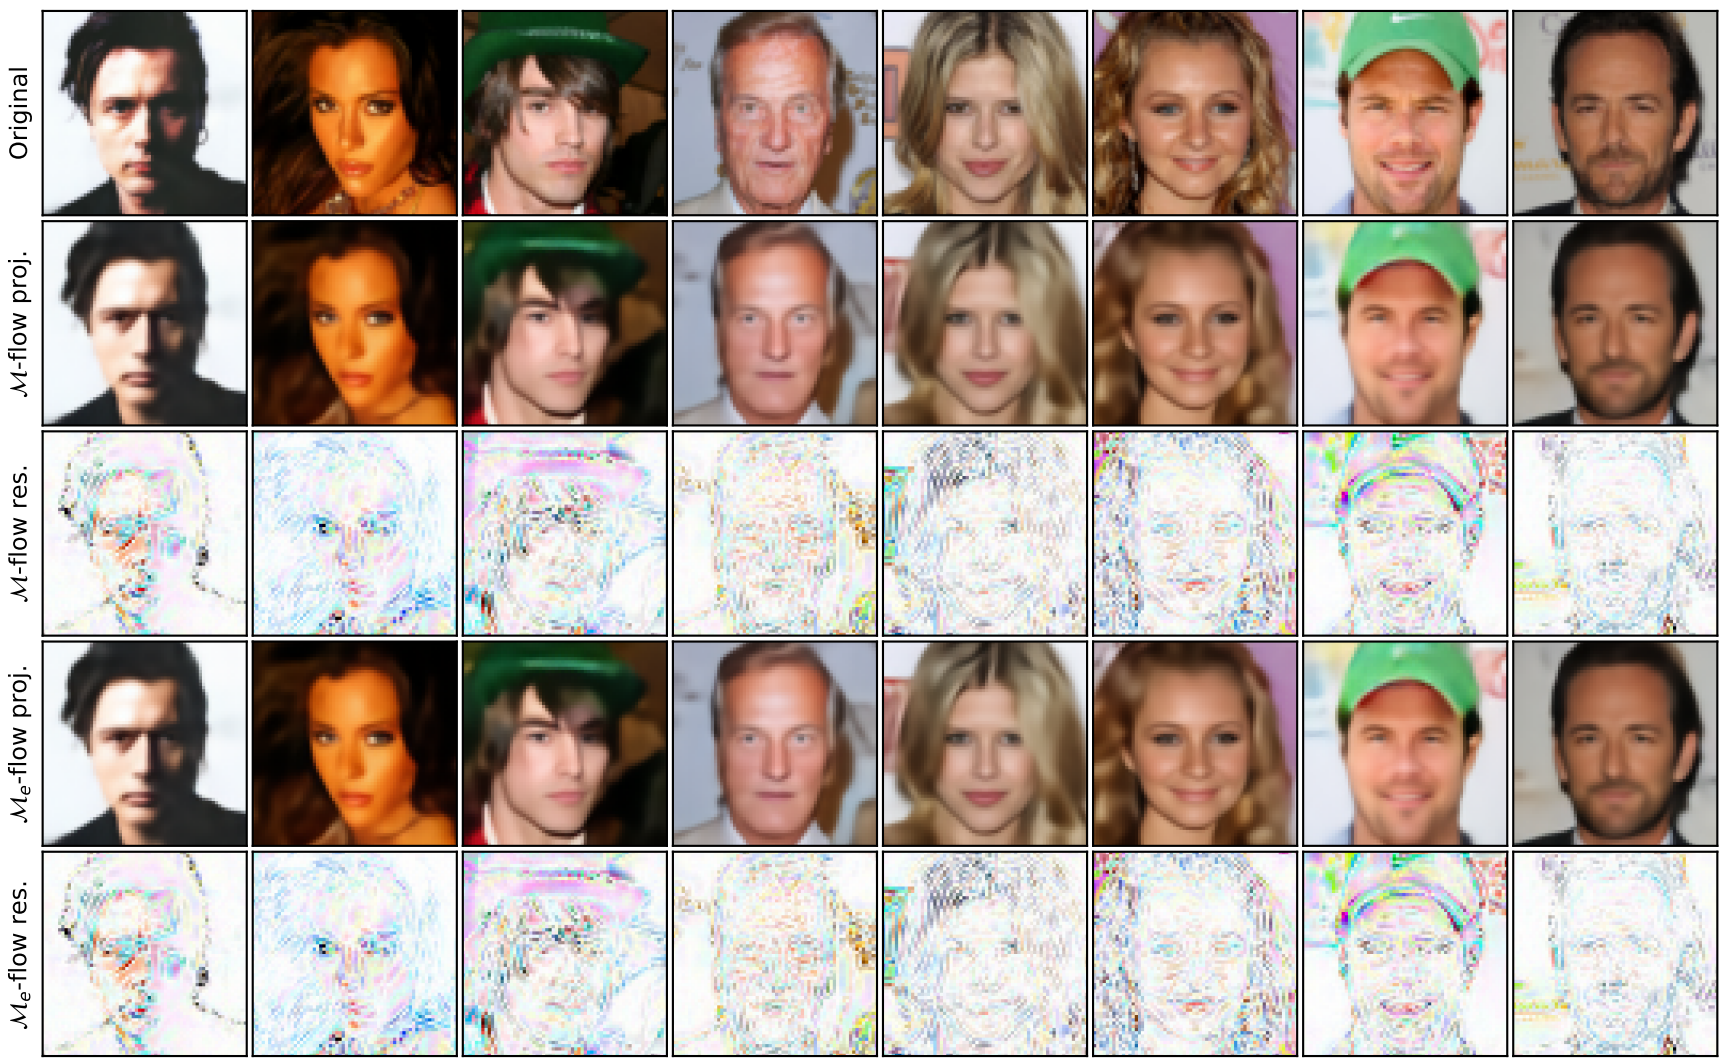 Original
ℳ-flow proj.
ℳ-flow res.
ℳₑ-flow proj.
ℳₑ-flow res.